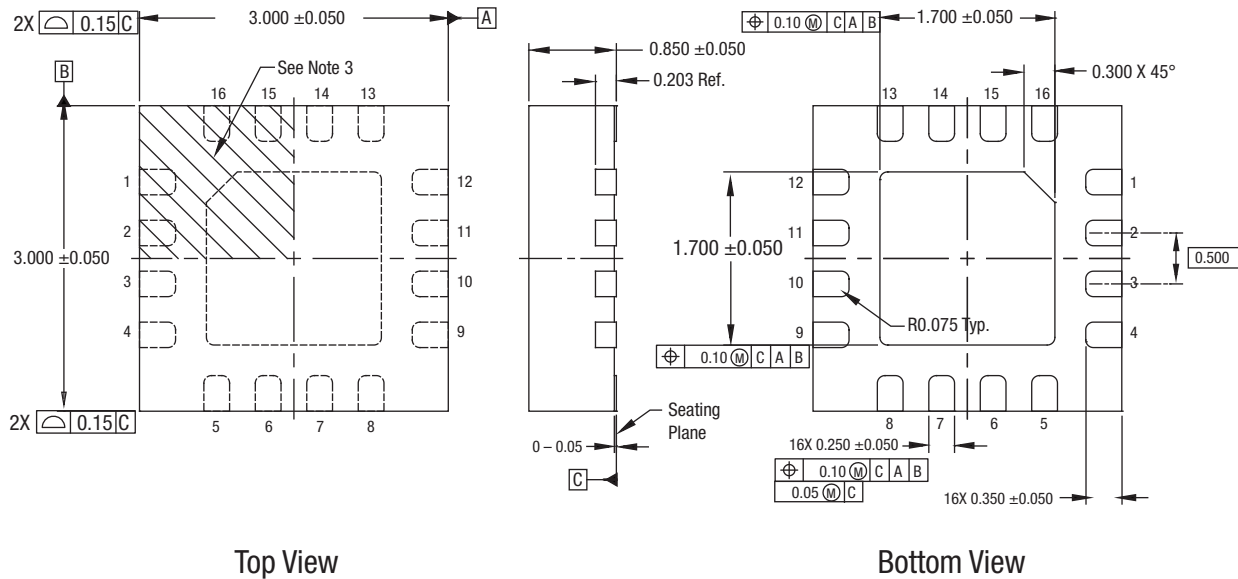 2X ⌓ 0.15 C
3.000 ±0.050
A
B
See Note 3
16 15 14 13
1
2
3
4
12
11
10
9
3.000 ±0.050
5 6 7 8
2X ⌓ 0.15 C
Top View
0.850 ±0.050
0.203 Ref.
Seating
Plane
0 – 0.05
C
⌖ 0.10 Ⓜ C A B
1.700 ±0.050
0.300 X 45°
13 14 15 16
12
11
10
9
1
2
3
4
1.700 ±0.050
0.500
R0.075 Typ.
⌖ 0.10 Ⓜ C A B
8 7 6 5
16X 0.250 ±0.050
⌖ 0.10 Ⓜ C A B
0.05 Ⓜ C
16X 0.350 ±0.050
Bottom View